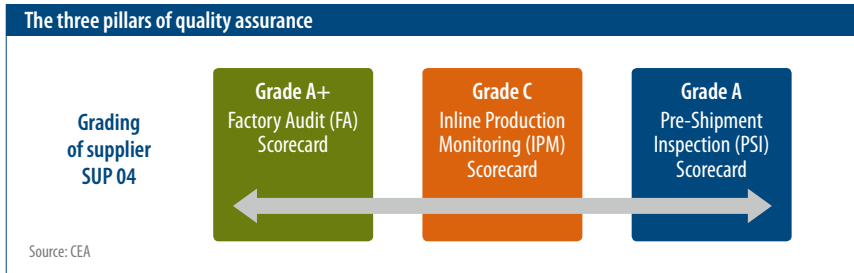 The three pillars of quality assurance
Grading
of supplier
SUP 04
Grade A+
Factory Audit (FA)
Scorecard
Grade C
Inline Production
Monitoring (IPM)
Scorecard
Grade A
Pre-Shipment
Inspection (PSI)
Scorecard
Source: CEA